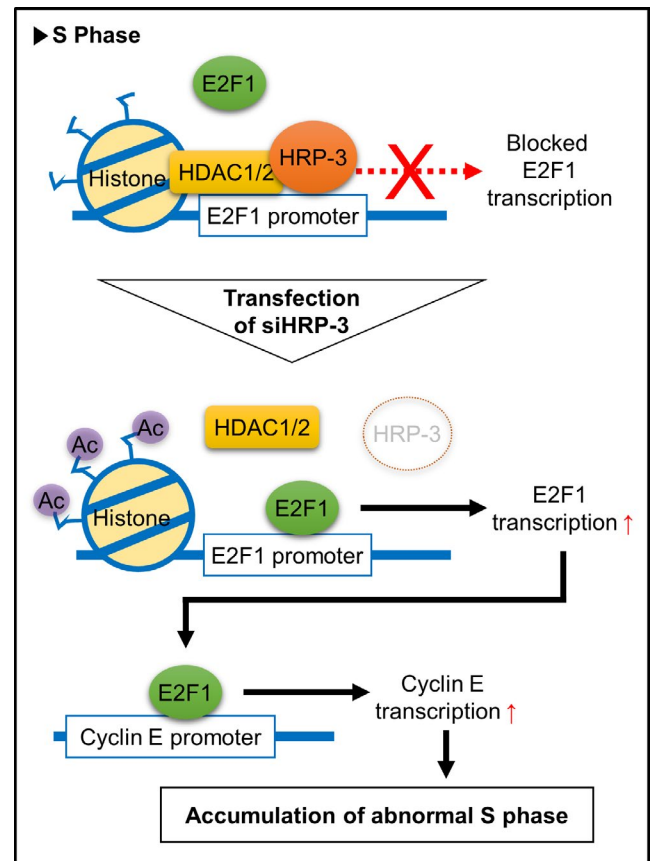 ▶S Phase
E2F1
Histone
HDAC1/2
HRP-3
X
Blocked
E2F1
transcription
E2F1 promoter
Transfection
of siHRP-3
Ac
Ac
Ac
HDAC1/2
HRP-3
Histone
E2F1
E2F1
transcription ↑
E2F1 promoter
E2F1
Cyclin E
transcription ↑
Cyclin E promoter
Accumulation of abnormal S phase